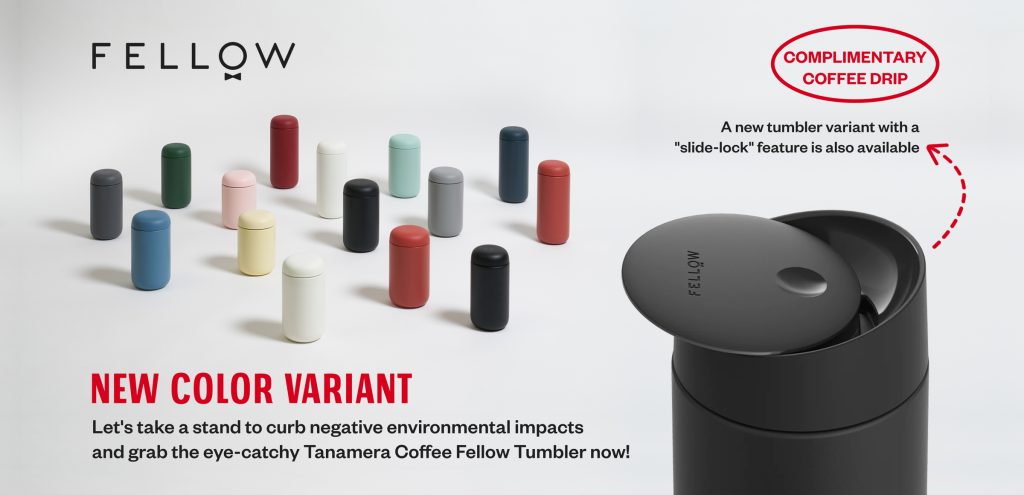 FELLOW
COMPLIMENTARY
COFFEE DRIP
A new tumbler variant with a
"slide-lock" feature is also available
FELLOW
NEW COLOR VARIANT
Let's take a stand to curb negative environmental impacts
and grab the eye-catchy Tanamera Coffee Fellow Tumbler now!